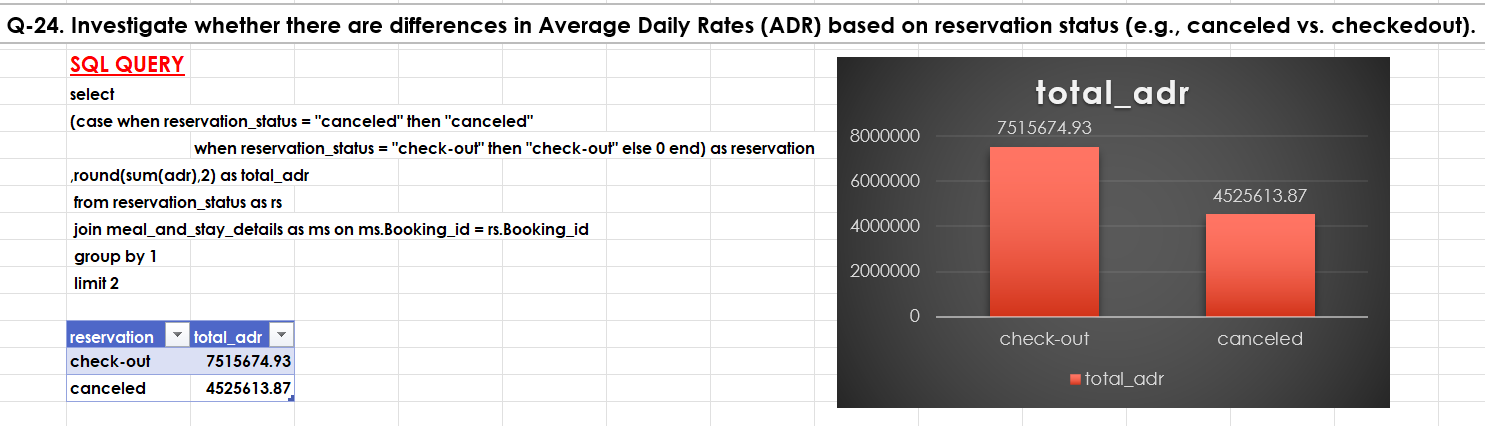 Q-24. Investigate whether there are differences in Average Daily Rates (ADR) based on reservation status (e.g., canceled vs. checkedout).
SQL QUERY
select
(case when reservation_status = "canceled" then "canceled"
when reservation_status = "check-out" then "check-out" else 0 end) as reservation
,round(sum(adr),2) as total_adr
from reservation_status as rs
join meal_and_stay_details as ms on ms.Booking_id = rs.Booking_id
group by 1
limit 2
reservation total_adr
check-out 7515674.93
canceled 4525613.87
total_adr
7515674.93
4525613.87
8000000
6000000
4000000
2000000
0
check-out canceled
total_adr